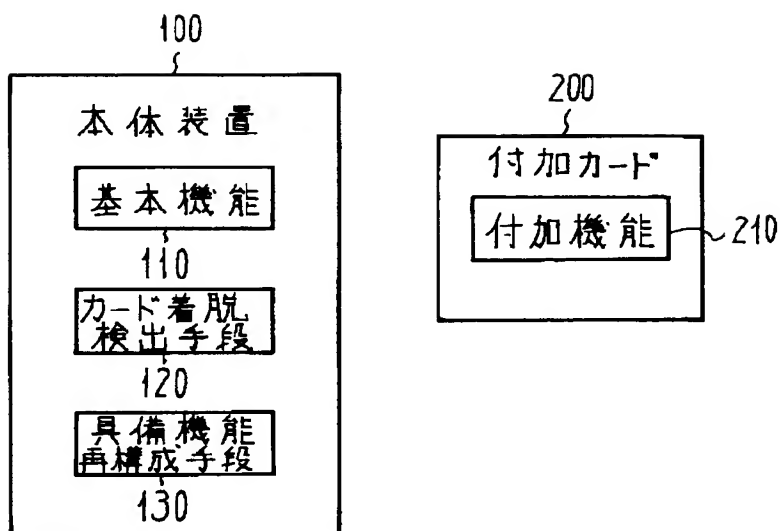 100
本体装置
基本機能
110
カード着脱
検出手段
120
具備機能
再構成手段
130
200
付加カード
付加機能
210